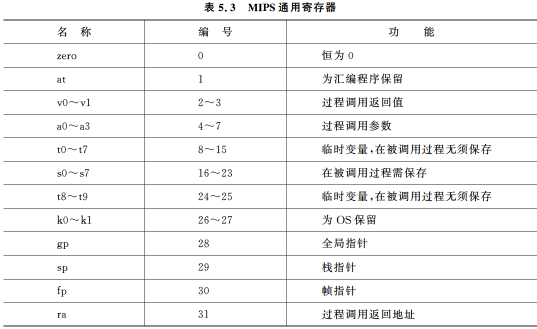 表 5.3 MIPS 通用寄存器
名 称 编 号 功 能
zero 0 恒为 0
at 1 为汇编程序保留
v0～v1 2～3 过程调用返回值
a0～a3 4～7 过程调用参数
t0～t7 8～15 临时变量,在被调用过程无须保存
s0～s7 16～23 在被调用过程需保存
t8～t9 24～25 临时变量,在被调用过程无须保存
k0～k1 26～27 为 OS 保留
gp 28 全局指针
sp 29 栈指针
fp 30 帧指针
ra 31 过程调用返回地址